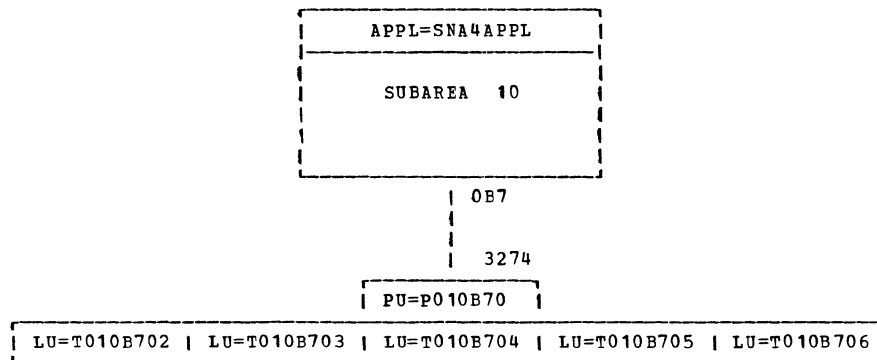 APPL=SNA4APPL
SUBAREA 10
0B7
3274
PU=P010B70
LU=T010B702 | LU=T010B703 | LU=T010B704 | LU=T010B705 | LU=T010B706